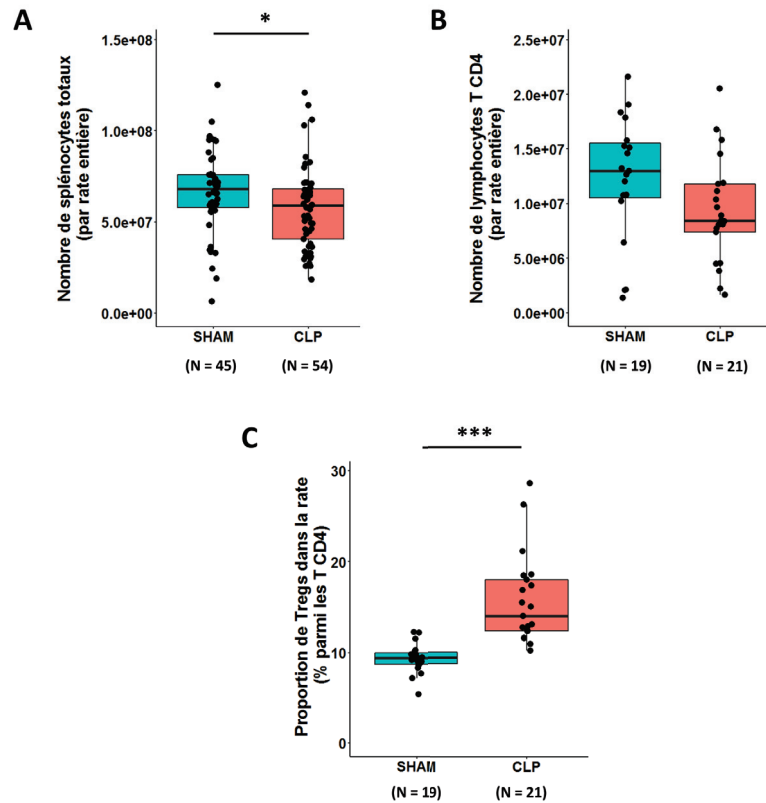 A
*
Nombre de splénocytes totaux
(par rate entière)
1.5e+08
1.0e+08
5.0e+07
0.0e+00
SHAM
CLP
(N = 45)
(N = 54)
B
Nombre de lymphocytes T CD4
(par rate entière)
2.5e+07
2.0e+07
1.5e+07
1.0e+07
5.0e+06
0.0e+00
SHAM
CLP
(N = 19)
(N = 21)
C
***
Proportion de Tregs dans la rate
(% parmi les T CD4)
30
20
10
0
SHAM
CLP
(N = 19)
(N = 21)